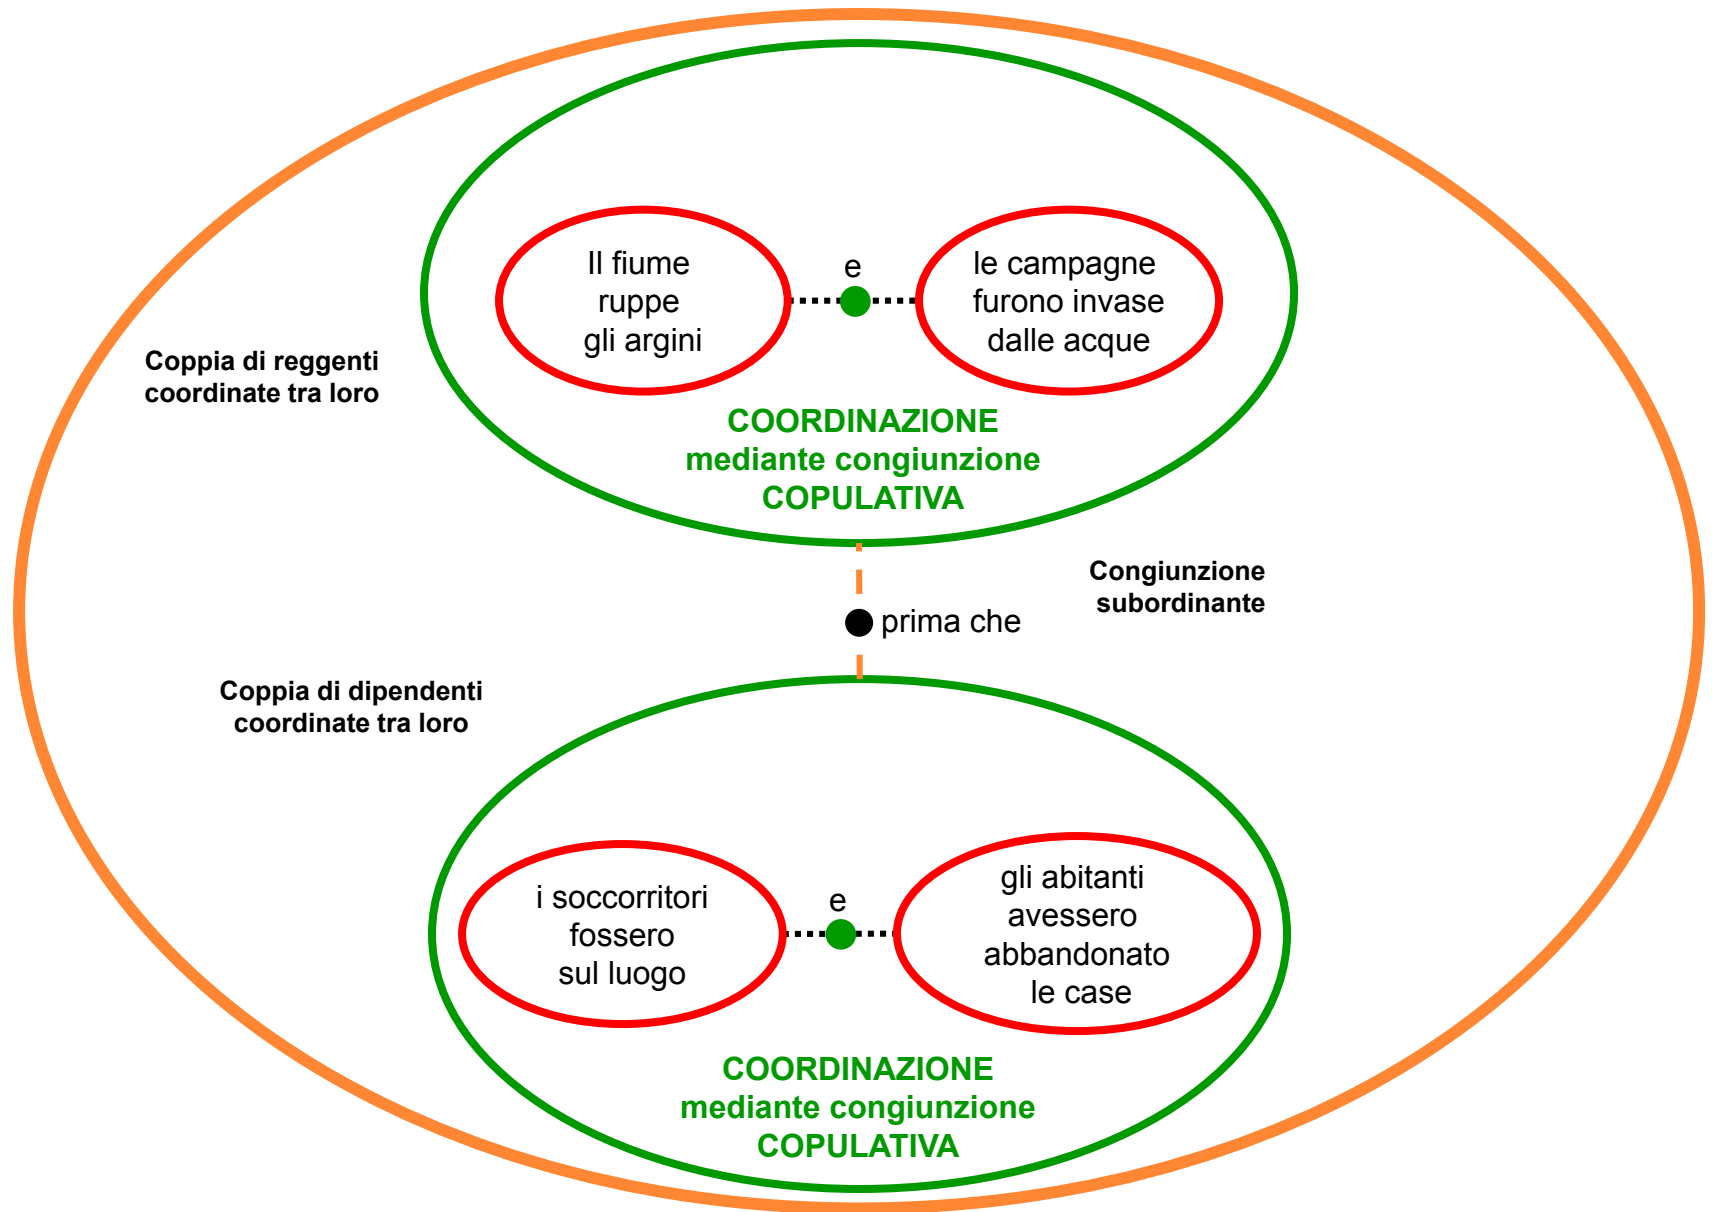 Il fiume
ruppe
gli argini
e
le campagne
furono invase
dalle acque
Coppia di reggenti
coordinate tra loro
COORDINAZIONE
mediante congiunzione
COPULATIVA
Congiunzione
subordinante
prima che
Coppia di dipendenti
coordinate tra loro
i soccorritori
fossero
sul luogo
e
gli abitanti
avessero
abbandonato
le case
COORDINAZIONE
mediante congiunzione
COPULATIVA